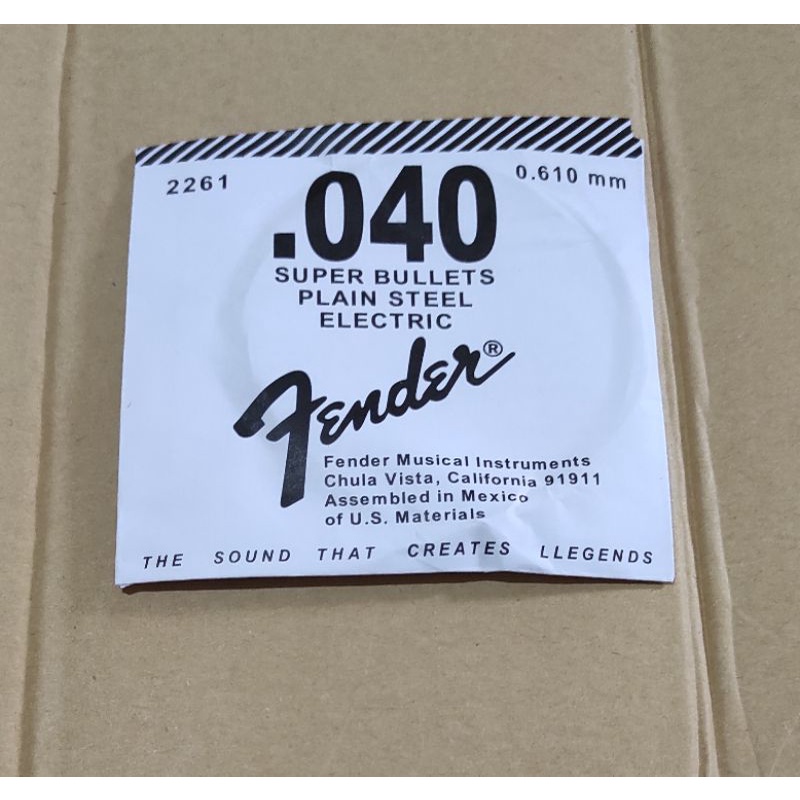 2261
.040
0.610 mm
SUPER BULLETS
PLAIN STEEL
ELECTRIC
Fender®
Fender Musical Instruments
Chula Vista, California 91911
Assembled in Mexico
of U.S. Materials
THE SOUND THAT CREATES LLEGENDS